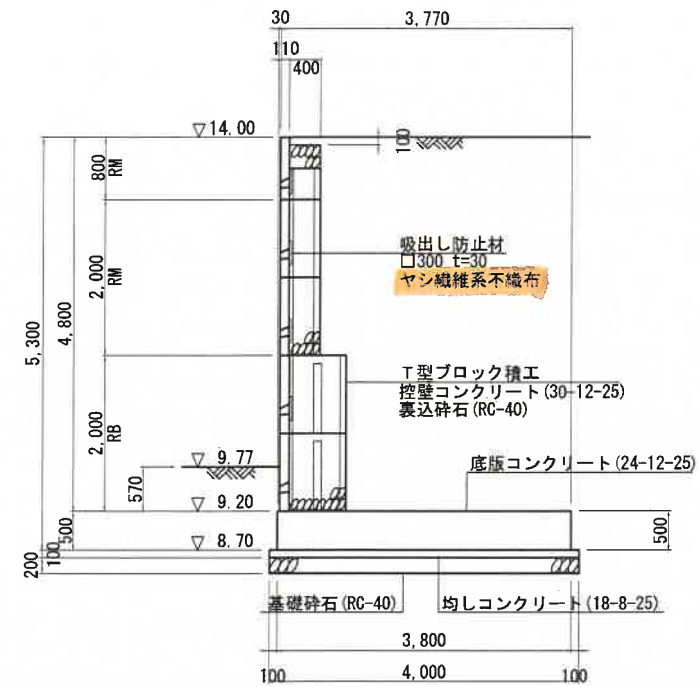 30
3,770
110
400
14.00
100
800
RM
2,000
RM
吸出し防止材
□300 t=30
ヤシ繊維系不織布
5,300
4,800
T型ブロック積工
控壁コンクリート(30-12-25)
裏込砕石(RC-40)
2,000
RB
9.77
570
底版コンクリート(24-12-25)
9.20
500
500
8.70
100
200
基礎砕石(RC-40)
均しコンクリート(18-8-25)
3,800
100
4,000
100